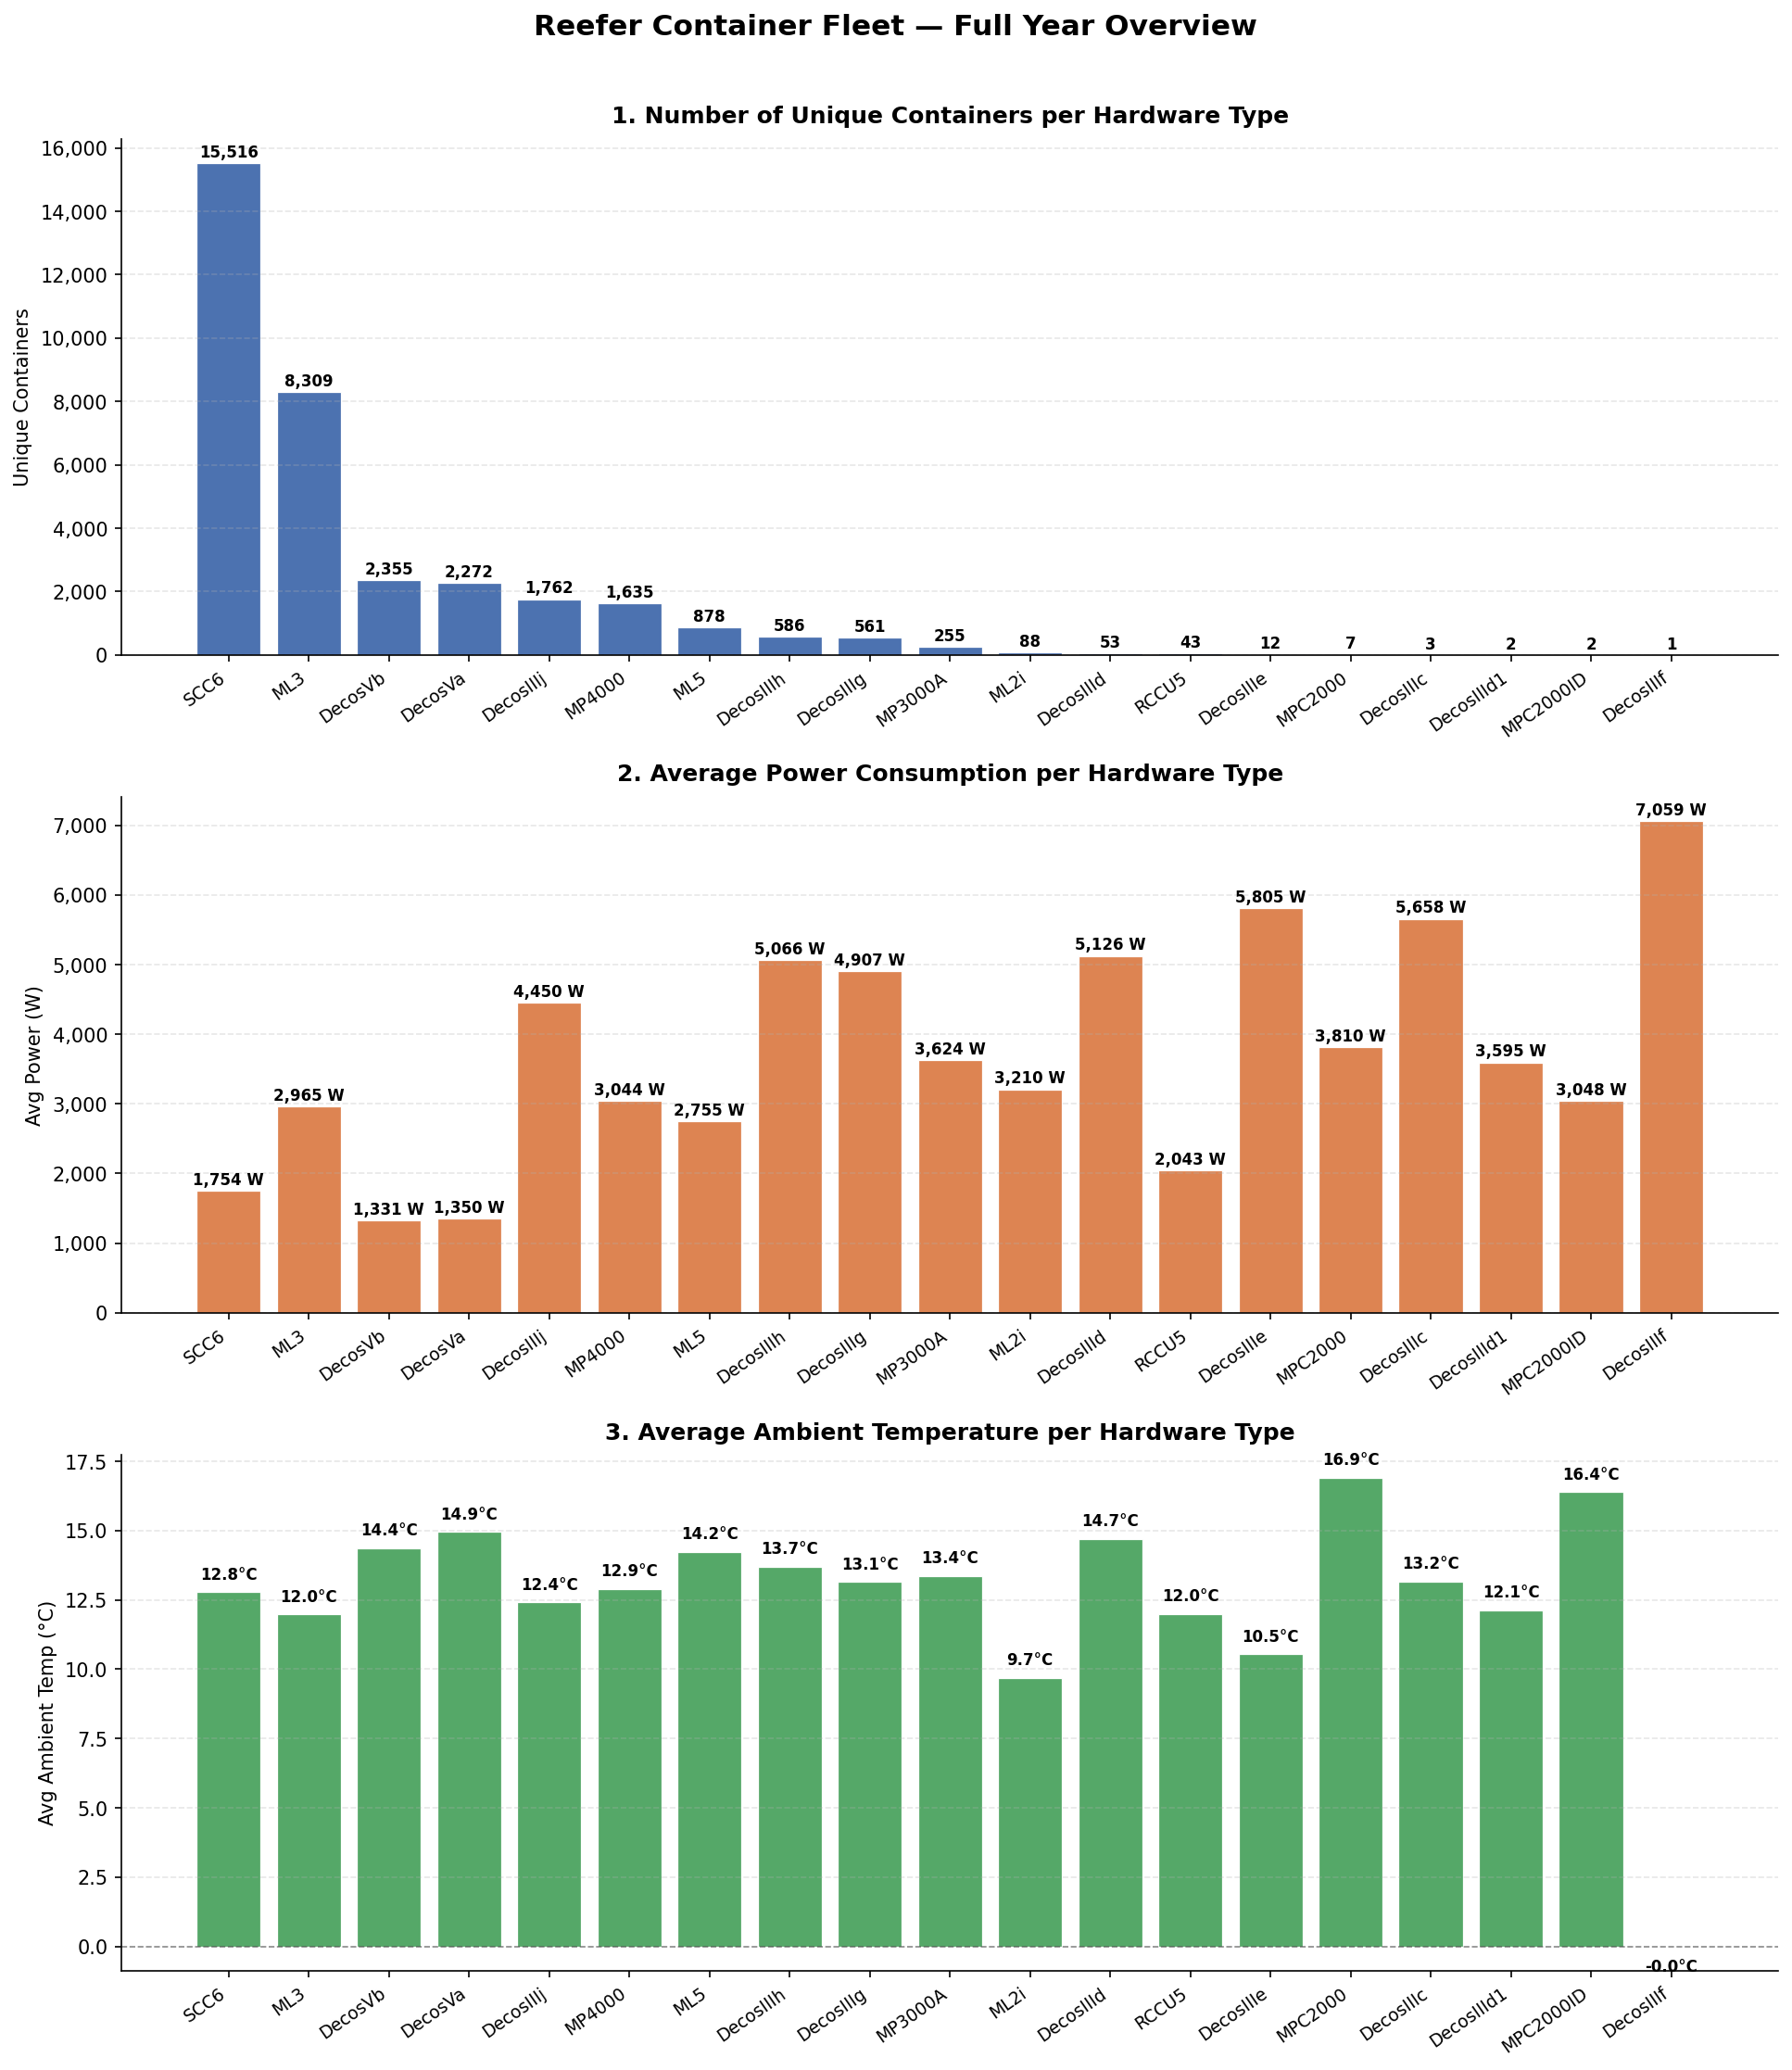 Reefer Container Fleet — Full Year Overview
1. Number of Unique Containers per Hardware Type
Unique Containers
16,000
14,000
12,000
10,000
8,000
6,000
4,000
2,000
0
15,516
8,309
2,355
2,272
1,762
1,635
878
586
561
255
88
53
43
12
7
3
2
2
1
SCC6
ML3
DecosVb
DecosVa
DecosIIIj
MP4000
ML5
DecosIIIh
DecosIIIg
MP3000A
ML2i
DecosIIId
RCCU5
DecosIIIe
MPC2000
DecosIIIc
DecosIIId1
MPC2000ID
DecosIIIf
2. Average Power Consumption per Hardware Type
Avg Power (W)
7,000
6,000
5,000
4,000
3,000
2,000
1,000
0
1,754 W
2,965 W
1,331 W
1,350 W
4,450 W
3,044 W
2,755 W
5,066 W
4,907 W
3,624 W
3,210 W
5,126 W
2,043 W
5,805 W
3,810 W
5,658 W
3,595 W
3,048 W
7,059 W
SCC6
ML3
DecosVb
DecosVa
DecosIIIj
MP4000
ML5
DecosIIIh
DecosIIIg
MP3000A
ML2i
DecosIIId
RCCU5
DecosIIIe
MPC2000
DecosIIIc
DecosIIId1
MPC2000ID
DecosIIIf
3. Average Ambient Temperature per Hardware Type
Avg Ambient Temp (°C)
17.5
15.0
12.5
10.0
7.5
5.0
2.5
0.0
12.8°C
12.0°C
14.4°C
14.9°C
12.4°C
12.9°C
14.2°C
13.7°C
13.1°C
13.4°C
9.7°C
14.7°C
12.0°C
10.5°C
16.9°C
13.2°C
12.1°C
16.4°C
-0.0°C
SCC6
ML3
DecosVb
DecosVa
DecosIIIj
MP4000
ML5
DecosIIIh
DecosIIIg
MP3000A
ML2i
DecosIIId
RCCU5
DecosIIIe
MPC2000
DecosIIIc
DecosIIId1
MPC2000ID
DecosIIIf